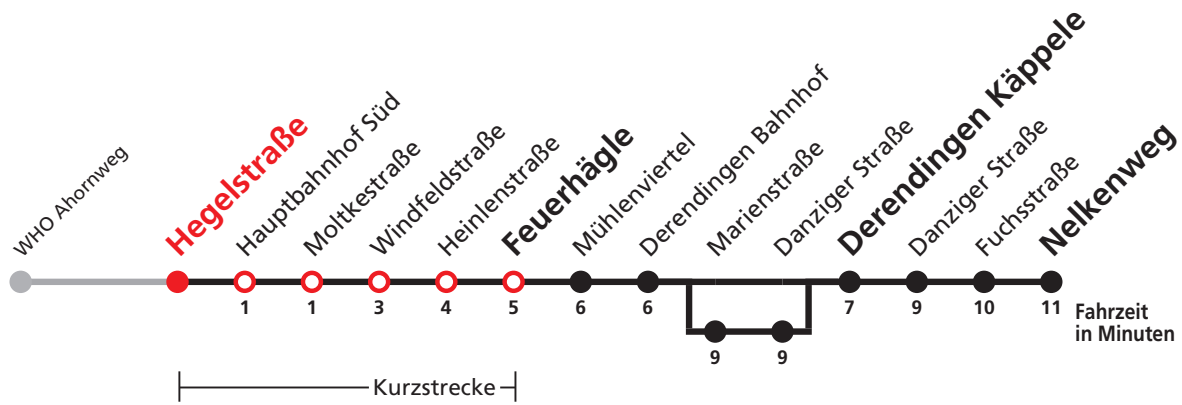 WHO Ahornweg
Hegelstraße
Hauptbahnhof Süd
Moltkestraße
Windfeldstraße
Heinlenstraße
Feuerhägle
Mühlenviertel
Derendingen Bahnhof
Marienstraße
Danziger Straße
Derendingen Käppele
Danziger Straße
Fuchsstraße
Nelkenweg
1 1 3 4 5 6 6 7 9 10 11
Fahrzeit
in Minuten
9 9
Kurzstrecke